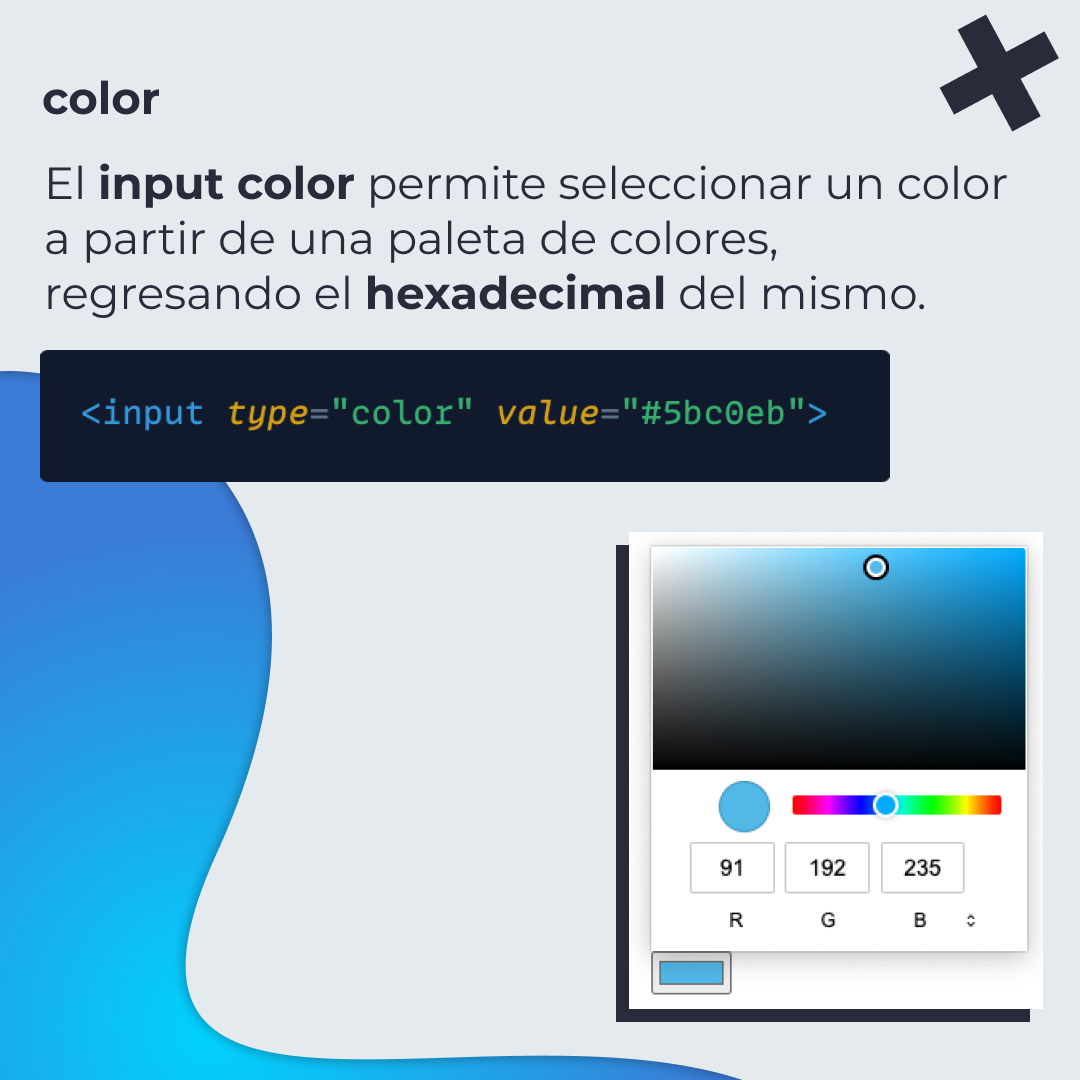 color
El input color permite seleccionar un color
a partir de una paleta de colores,
regresando el hexadecimal del mismo.
<input type="color" value="#5bc0eb">
91 192 235
R G B